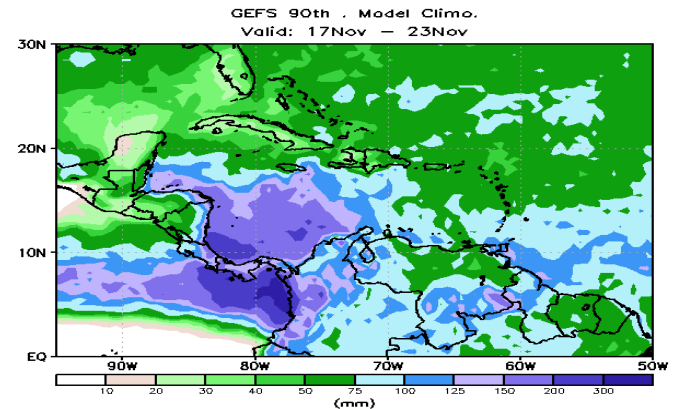 GEFS 90th . Model Climo.
Valid: 17Nov – 23Nov
30N
20N
10N
EQ
90W 80W 70W 60W 50W
10 20 30 40 50 75 100 125 150 200 300
(mm)